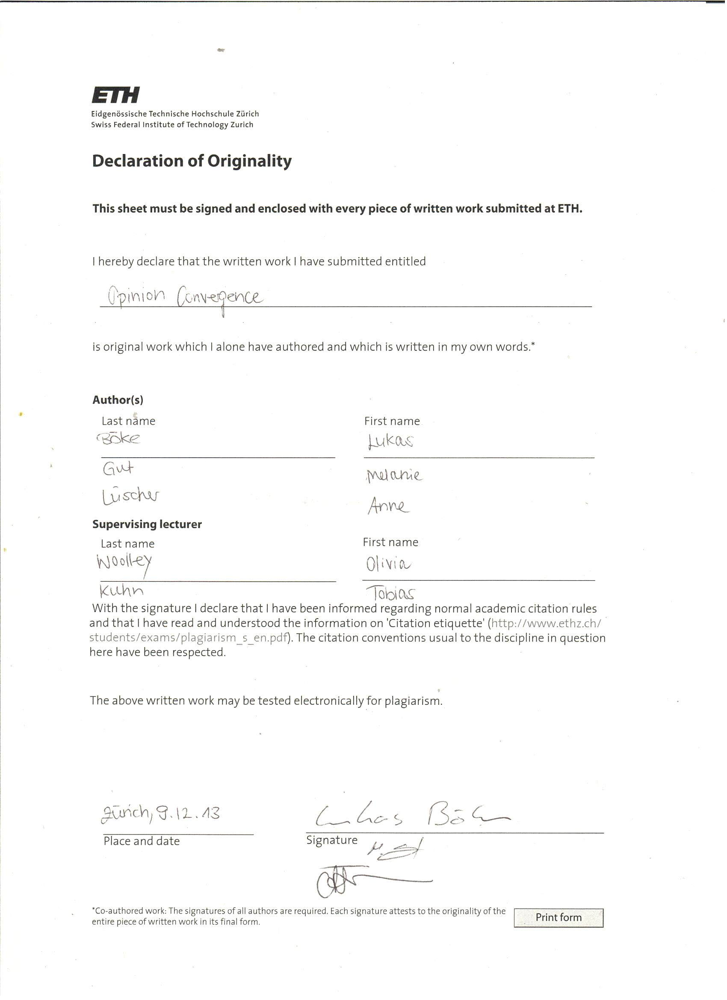 ETH
Eidgenössische Technische Hochschule Zürich
Swiss Federal Institute of Technology Zurich
Declaration of Originality
This sheet must be signed and enclosed with every piece of written work submitted at ETH.
I hereby declare that the written work I have submitted entitled
Opinion Convergence
is original work which I alone have authored and which is written in my own words.*
Author(s)
Last name First name
Böke Lukas
Gut Melanie
Lüscher Anne
Supervising lecturer
Last name First name
Woolley Olivia
Kuhn Tobias
With the signature I declare that I have been informed regarding normal academic citation rules
and that I have read and understood the information on 'Citation etiquette' (http://www.ethz.ch/
students/exams/plagiarism_s_en.pdf). The citation conventions usual to the discipline in question
here have been respected.
The above written work may be tested electronically for plagiarism.
Zürich, 9.12.13 Lukas Böke
Place and date Signature
*Co-authored work: The signatures of all authors are required. Each signature attests to the originality of the
entire piece of written work in its final form.
Print form